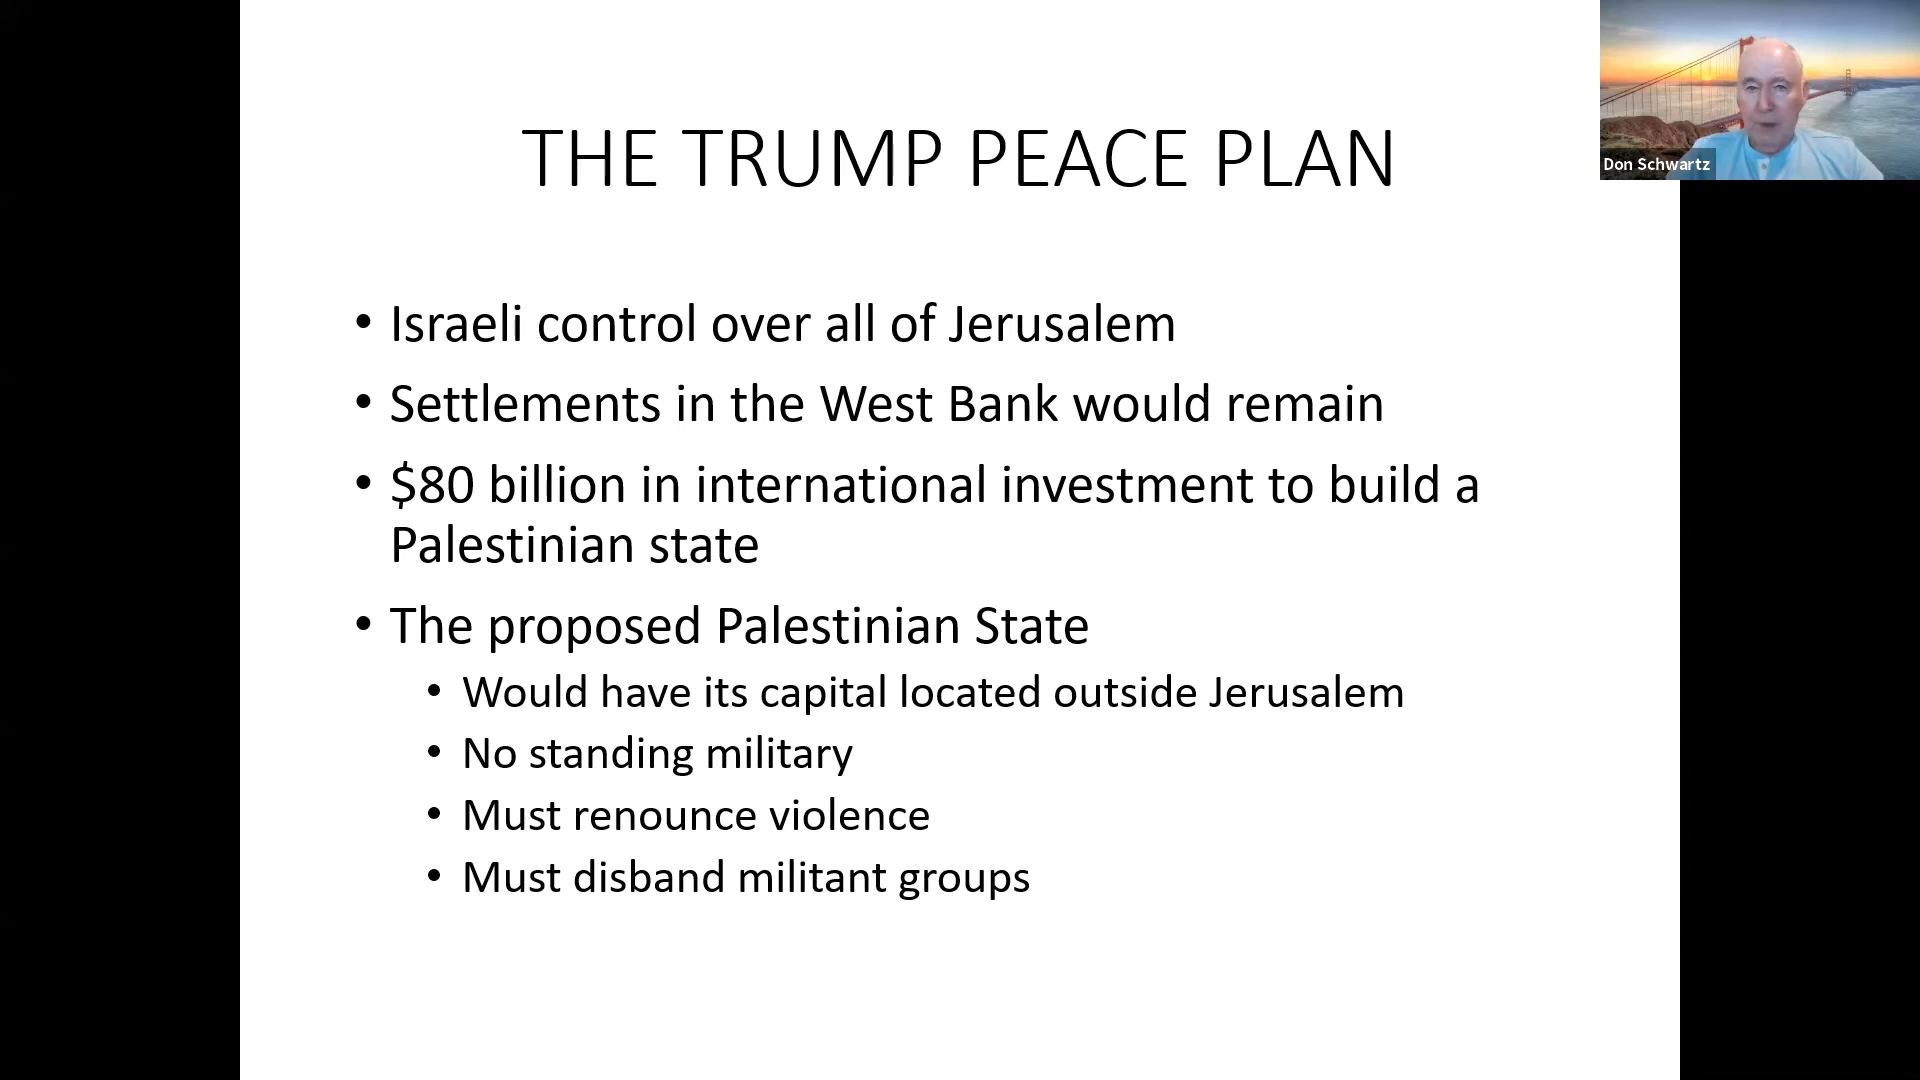 THE TRUMP PEACE PLAN
Don Schwartz
• Israeli control over all of Jerusalem
• Settlements in the West Bank would remain
• $80 billion in international investment to build a
Palestinian state
• The proposed Palestinian State
• Would have its capital located outside Jerusalem
• No standing military
• Must renounce violence
• Must disband militant groups